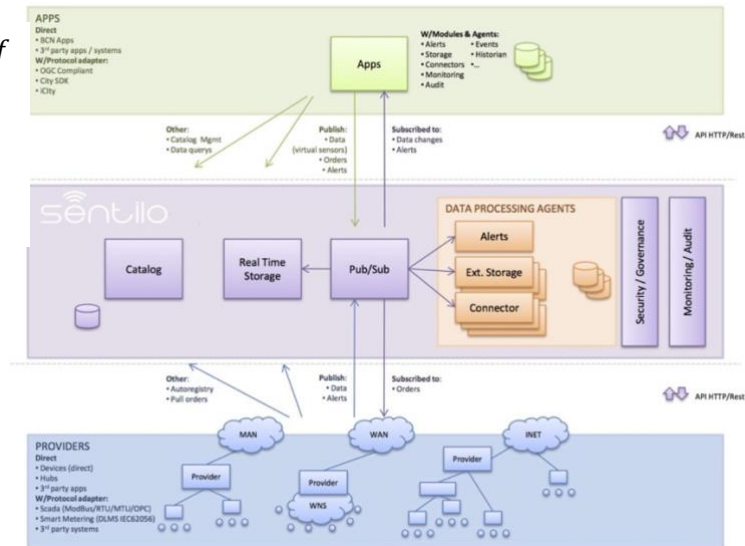 f
APPS
Direct
• BCN Apps
• 3rd party apps / systems
W/Protocol adapter:
• OGC Compliant
• City SDK
• iCity
Apps
W/Modules & Agents:
• Alerts • Events
• Storage • Historian
• Connectors •...
• Monitoring
• Audit
Other:
• Catalog Mgmt
• Data querys
Publish:
• Data
(virtual sensors)
• Orders
• Alerts
Subscribed to:
• Data changes
• Alerts
API HTTP/Rest
sentilo
Catalog
Real Time
Storage
Pub/Sub
DATA PROCESSING AGENTS
Alerts
Ext. Storage
Connector
Security / Governance
Monitoring / Audit
Other:
• Autoregistry
• Pull orders
Publish:
• Data
• Alerts
Subscribed to:
• Orders
API HTTP/Rest
PROVIDERS
Direct
• Devices (direct)
• Hubs
• 3rd party apps
W/Protocol adapter:
• Scada (ModBus/RTU/MTU/OPC)
• Smart Metering (DLMS IEC62056)
• 3rd party systems
MAN
Provider
WAN
Provider
WNS
INET
Provider